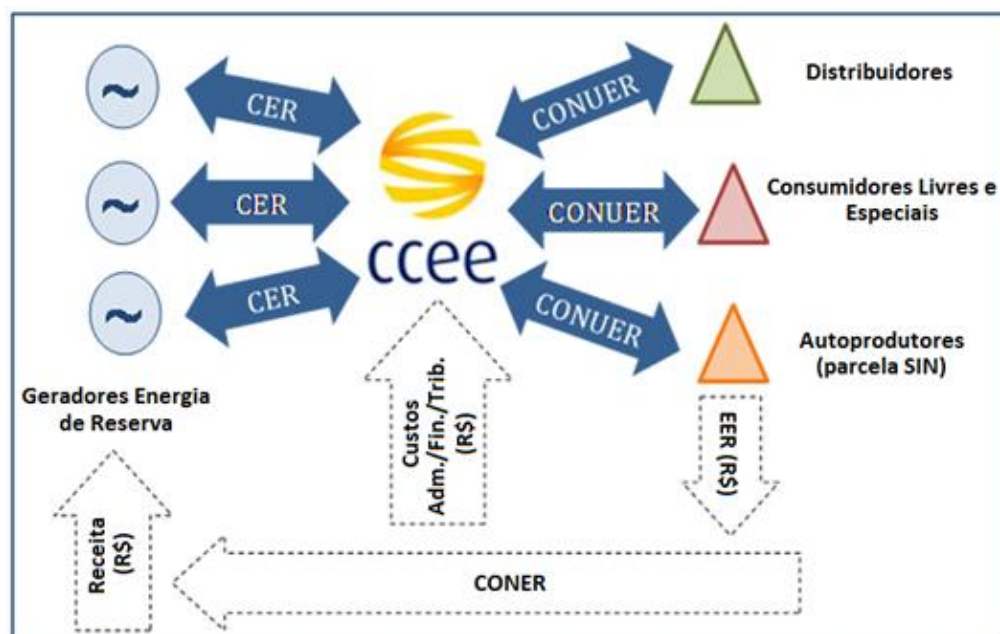 CER
CER
CER
ccee
CONUER
CONUER
CONUER
Distribuidores
Consumidores Livres e
Especiais
Autoprodutores
(parcela SIN)
Geradores Energia
de Reserva
Receita
(R$)
Custos
Adm./Fin./Trib.
(R$)
EER (R$)
CONER